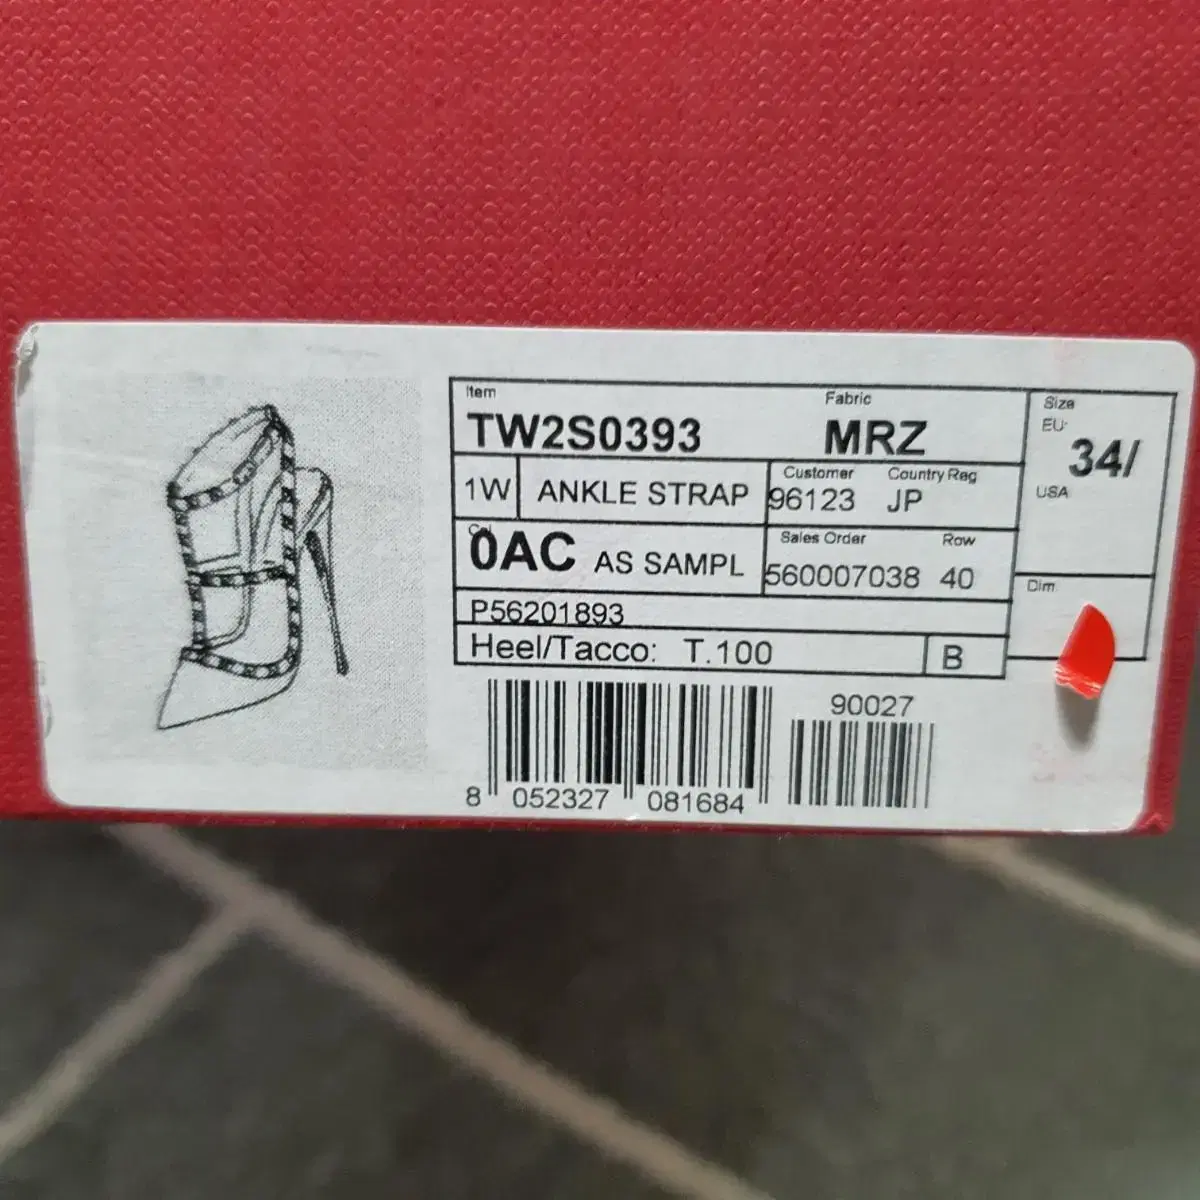 Item
TW2S0393
Fabric
MRZ
Size
EU:
34/
USA
1W ANKLE STRAP
Customer
96123
Country Reg
JP
Col
0AC AS SAMPL
Sales Order
560007038
Row
40
Dim.
P56201893
Heel/Tacco: T.100
B
90027
8 052327 081684